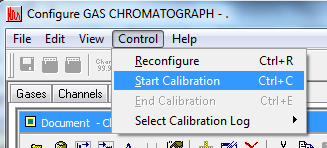 Configure GAS CHROMATOGRAPH - .
File Edit View Control Help
Reconfigure Ctrl+R
Start Calibration Ctrl+C
End Calibration Ctrl+E
Select Calibration Log
Gases Channels
Document - C